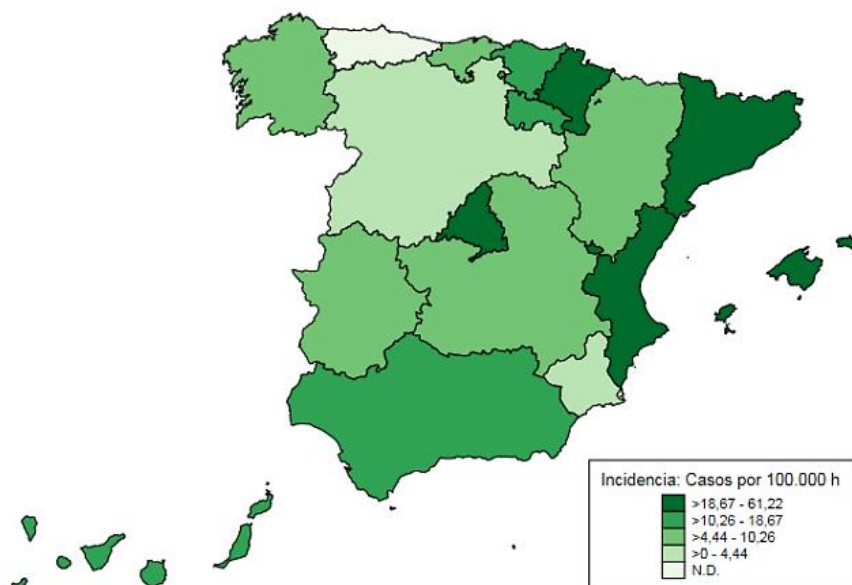 Incidencia: Casos por 100.000 h
>18,67 - 61,22
>10,26 - 18,67
>4,44 - 10,26
>0 - 4,44
N.D.